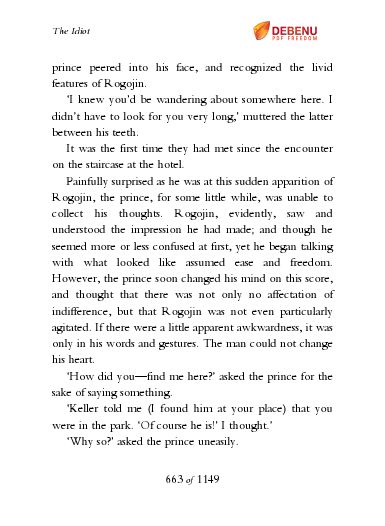 The Idiot
DEBENU
PDF FREEDOM
prince peered into his face, and recognized the livid
features of Rogojin.
‘I knew you’d be wandering about somewhere here. I
didn’t have to look for you very long,’ muttered the latter
between his teeth.
It was the first time they had met since the encounter
on the staircase at the hotel.
Painfully surprised as he was at this sudden apparition of
Rogojin, the prince, for some little while, was unable to
collect his thoughts. Rogojin, evidently, saw and
understood the impression he had made; and though he
seemed more or less confused at first, yet he began talking
with what looked like assumed ease and freedom.
However, the prince soon changed his mind on this score,
and thought that there was not only no affectation of
indifference, but that Rogojin was not even particularly
agitated. If there were a little apparent awkwardness, it was
only in his words and gestures. The man could not change
his heart.
‘How did you—find me here?’ asked the prince for the
sake of saying something.
‘Keller told me (I found him at your place) that you
were in the park. ‘Of course he is!’ I thought.’
‘Why so?’ asked the prince uneasily.
663 of 1149